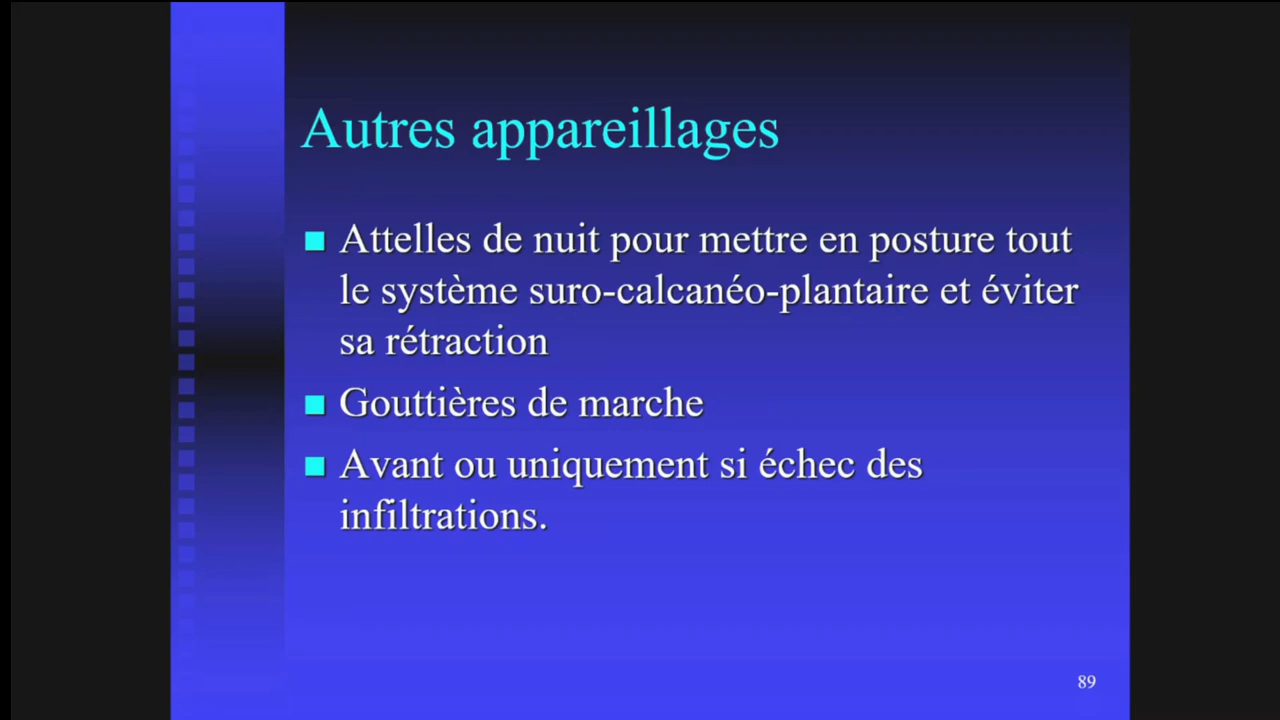 Autres appareillages
■ Attelles de nuit pour mettre en posture tout
le système suro-calcanéo-plantaire et éviter
sa rétraction
■ Gouttières de marche
■ Avant ou uniquement si échec des
infiltrations.
89